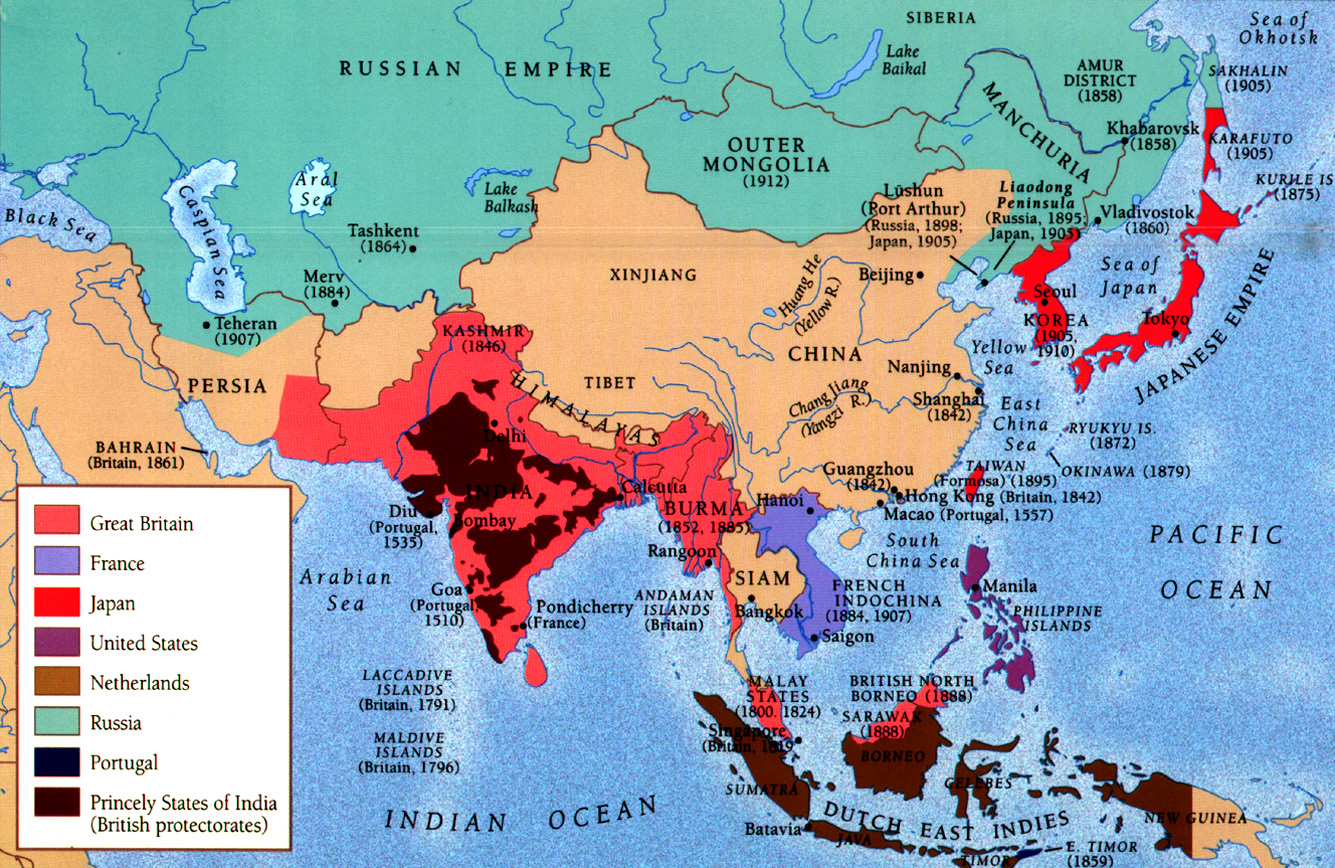 SIBERIA
Sea of
Okhotsk
RUSSIAN EMPIRE
Lake
Baikal
AMUR
DISTRICT
(1858)
SAKHALIN
(1905)
MANCHURIA
Khabarovsk
(1858)
KARAFUTO
(1905)
OUTER
MONGOLIA
(1912)
KURILE IS
(1875)
Aral
Sea
Lake
Balkash
Lüshun
(Port Arthur)
(Russia, 1898;
Japan, 1905)
Liaodong
Peninsula
(Russia, 1895;
Japan, 1905)
Black Sea
Caspian Sea
Vladivostok
(1860)
Tashkent
(1864)
Merv
(1884)
XINJIANG
Beijing
Huang He
(Yellow R.)
Sea of
Japan
Teheran
(1907)
Seoul
KOREA
(1905,
1910)
Tokyo
JAPANESE EMPIRE
KASHMIR
(1846)
CHINA
Yellow
Sea
PERSIA
TIBET
HIMALAYAS
Nanjing
Shanghai
(1842)
Chang Jiang
(Yangzi R.)
East
China
Sea
RYUKYU IS.
(1872)
Delhi
BAHRAIN
(Britain, 1861)
OKINAWA (1879)
TAIWAN
(Formosa) (1895)
Guangzhou
(1842)
Hong Kong (Britain, 1842)
Macao (Portugal, 1557)
INDIA
Calcutta
BURMA
(1852, 1885)
Hanoi
Diu
(Portugal,
1535)
Bombay
Rangoon
South
China Sea
PACIFIC
OCEAN
Arabian
Sea
SIAM
Bangkok
FRENCH
INDOCHINA
(1884, 1907)
Manila
PHILIPPINE
ISLANDS
Goa
(Portugal,
1510)
Pondicherry
(France)
ANDAMAN
ISLANDS
(Britain)
Saigon
LACCADIVE
ISLANDS
(Britain, 1791)
MALAY
STATES
(1800. 1824)
BRITISH NORTH
BORNEO (1888)
SARAWAK
(1888)
Singapore
(Britain, 1819
MALDIVE
ISLANDS
(Britain, 1796)
BORNEO
SUMATRA
CELEBES
INDIAN OCEAN
DUTCH EAST INDIES
NEW GUINEA
Batavia
JAVA
TIMOR
E. TIMOR
(1859)
Great Britain
France
Japan
United States
Netherlands
Russia
Portugal
Princely States of India
(British protectorates)